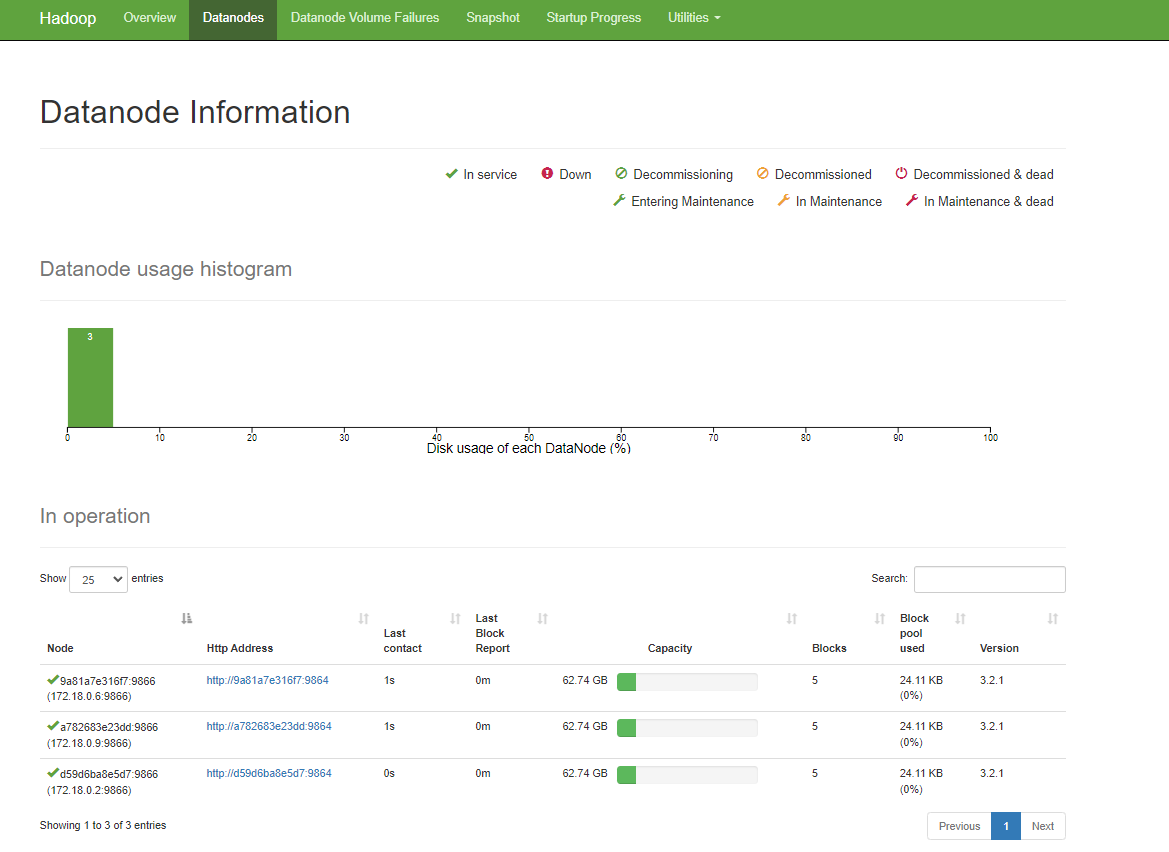 Hadoop Overview Datanodes Datanode Volume Failures Snapshot Startup Progress Utilities
Datanode Information
In service Down Decommissioning Decommissioned Decommissioned & dead
Entering Maintenance In Maintenance In Maintenance & dead
Datanode usage histogram
3
0 10 20 30 40 50 60 70 80 90 100
Disk usage of each DataNode (%)
In operation
Show 25 entries Search:
Node Http Address Last contact Last Block Report Capacity Blocks Block pool used Version
9a81a7e316f7:9866 http://9a81a7e316f7:9864 1s 0m 62.74 GB 5 24.11 KB 3.2.1
(172.18.0.6:9866) (0%)
a782683e23dd:9866 http://a782683e23dd:9864 1s 0m 62.74 GB 5 24.11 KB 3.2.1
(172.18.0.9:9866) (0%)
d59d6ba8e5d7:9866 http://d59d6ba8e5d7:9864 0s 0m 62.74 GB 5 24.11 KB 3.2.1
(172.18.0.2:9866) (0%)
Showing 1 to 3 of 3 entries Previous 1 Next